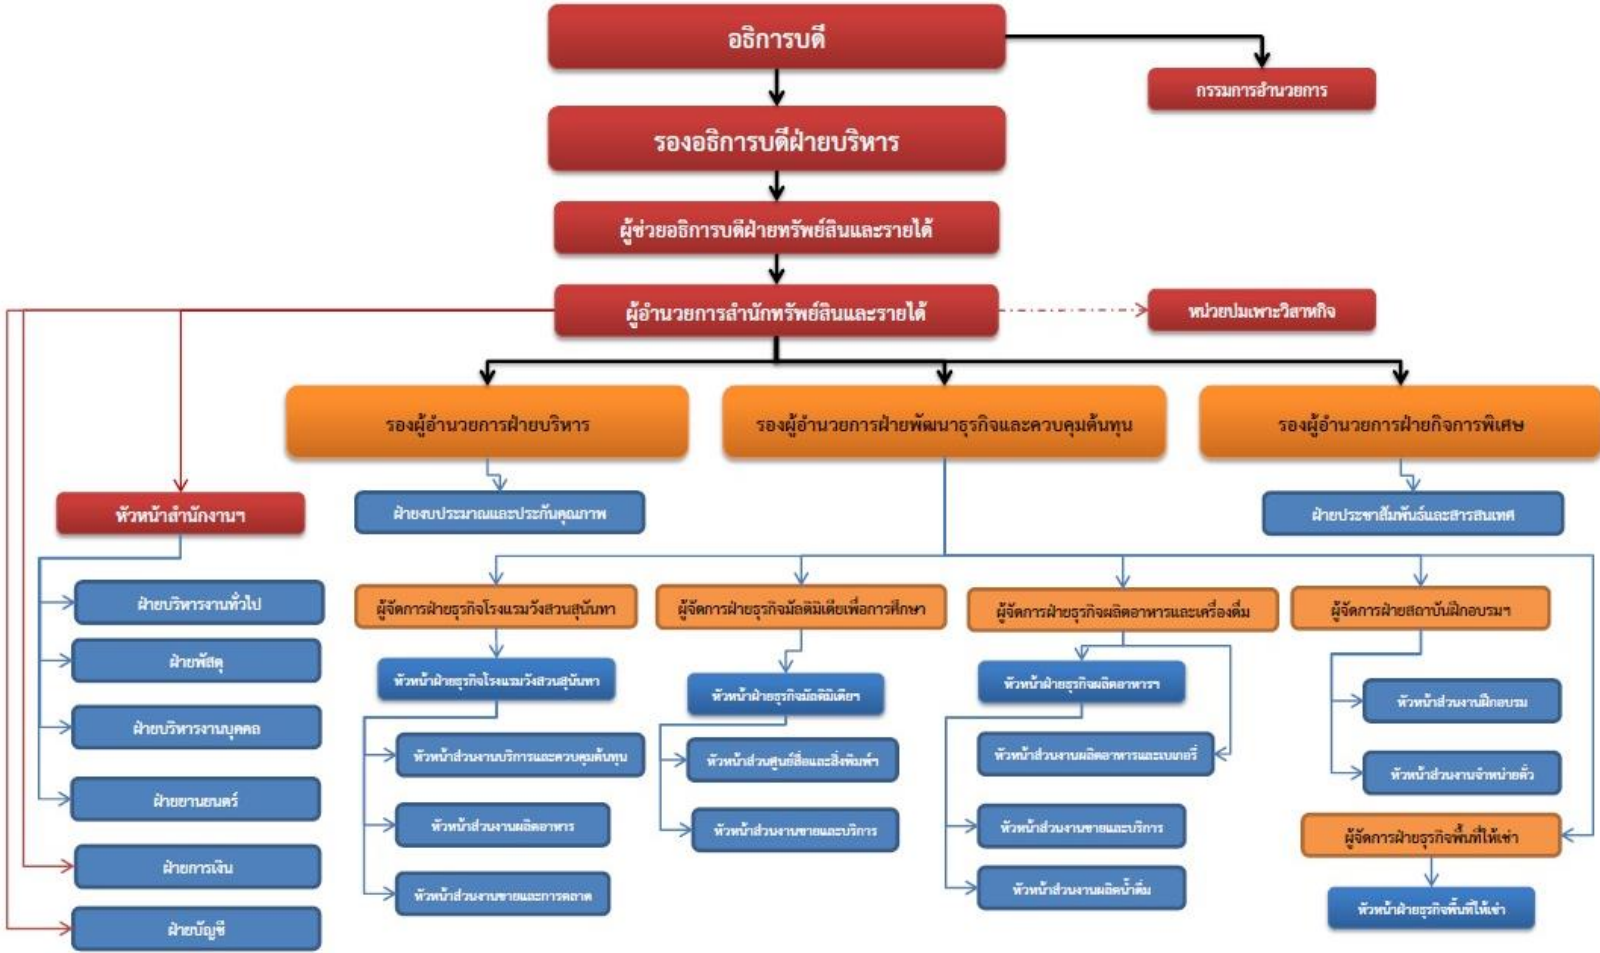 อธิการบดี
กรรมการอำนวยการ
รองอธิการบดีฝ่ายบริหาร
ผู้ช่วยอธิการบดีฝ่ายทรัพย์สินและรายได้
ผู้อำนวยการสำนักทรัพย์สินและรายได้
หน่วยบ่มเพาะวิสาหกิจ
รองผู้อำนวยการฝ่ายบริหาร
รองผู้อำนวยการฝ่ายพัฒนาธุรกิจและควบคุมต้นทุน
รองผู้อำนวยการฝ่ายกิจการพิเศษ
หัวหน้าสำนักงานฯ
ฝ่ายงบประมาณและประกันคุณภาพ
ฝ่ายประชาสัมพันธ์และสารสนเทศ
ฝ่ายบริหารงานทั่วไป
ฝ่ายพัสดุ
ฝ่ายบริหารงานบุคคล
ฝ่ายยานยนตร์
ฝ่ายการเงิน
ฝ่ายบัญชี
ผู้จัดการฝ่ายธุรกิจโรงแรมวังสวนสุนันทา
หัวหน้าฝ่ายธุรกิจโรงแรมวังสวนสุนันทา
หัวหน้าส่วนงานบริการและควบคุมต้นทุน
หัวหน้าส่วนงานผลิตอาหาร
หัวหน้าส่วนงานขายและการตลาด
ผู้จัดการฝ่ายธุรกิจมัลติมิเดียเพื่อการศึกษา
หัวหน้าฝ่ายธุรกิจมัลติมิเดียฯ
หัวหน้าส่วนศูนย์สื่อและสิ่งพิมพ์ฯ
หัวหน้าส่วนงานขายและบริการ
ผู้จัดการฝ่ายธุรกิจผลิตอาหารและเครื่องดื่ม
หัวหน้าฝ่ายธุรกิจผลิตอาหารฯ
หัวหน้าส่วนงานผลิตอาหารและเบเกอรี่
หัวหน้าส่วนงานขายและบริการ
หัวหน้าส่วนงานผลิตน้ำดื่ม
ผู้จัดการฝ่ายสถาบันฝึกอบรมฯ
หัวหน้าส่วนงานฝึกอบรม
หัวหน้าส่วนงานจำหน่ายตั๋ว
ผู้จัดการฝ่ายธุรกิจพื้นที่ให้เช่า
หัวหน้าฝ่ายธุรกิจพื้นที่ให้เช่า